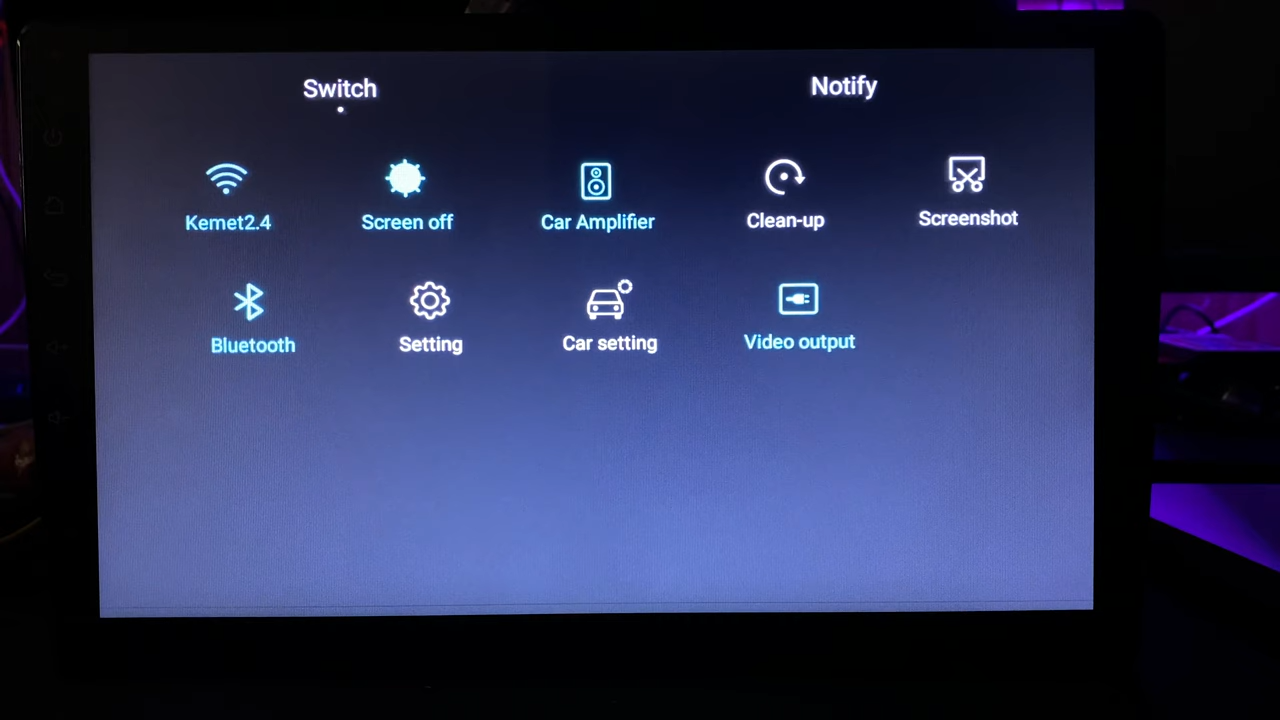 Switch
Notify
Kemet2.4
Screen off
Car Amplifier
Clean-up
Screenshot
Bluetooth
Setting
Car setting
Video output